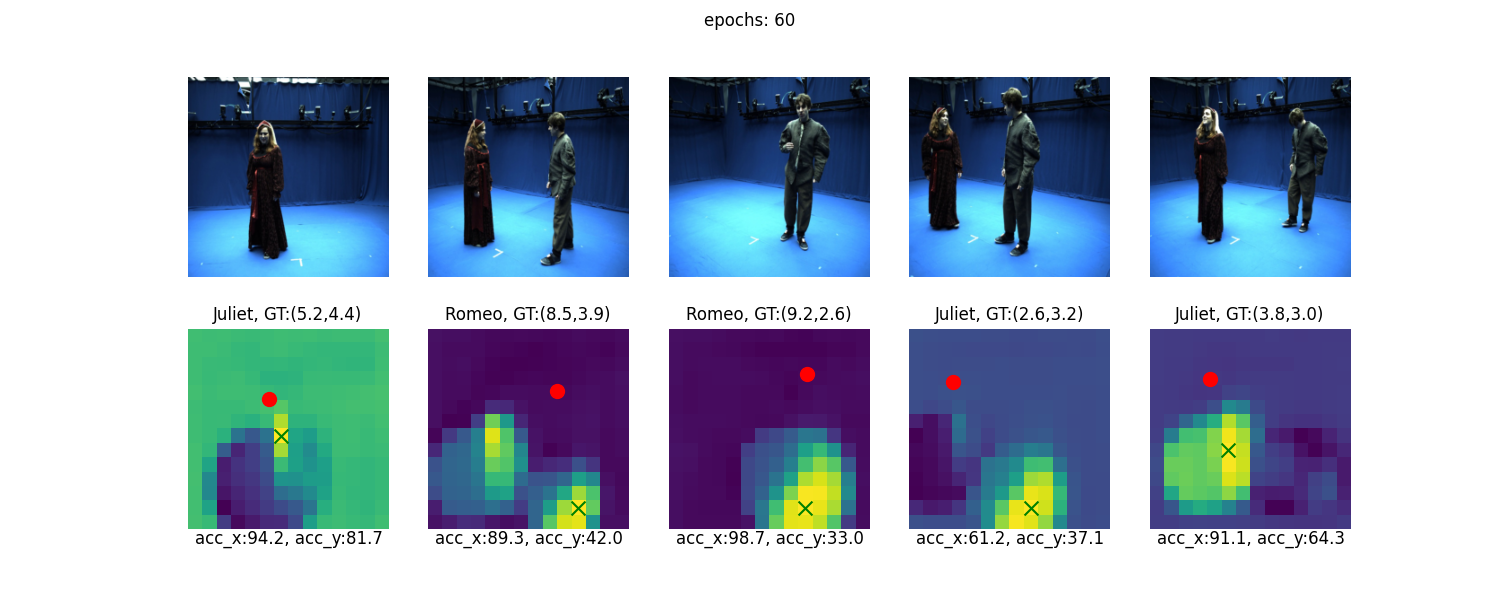 epochs: 60
Juliet, GT:(5.2,4.4)
Romeo, GT:(8.5,3.9)
Romeo, GT:(9.2,2.6)
Juliet, GT:(2.6,3.2)
Juliet, GT:(3.8,3.0)
acc_x:94.2, acc_y:81.7
acc_x:89.3, acc_y:42.0
acc_x:98.7, acc_y:33.0
acc_x:61.2, acc_y:37.1
acc_x:91.1, acc_y:64.3